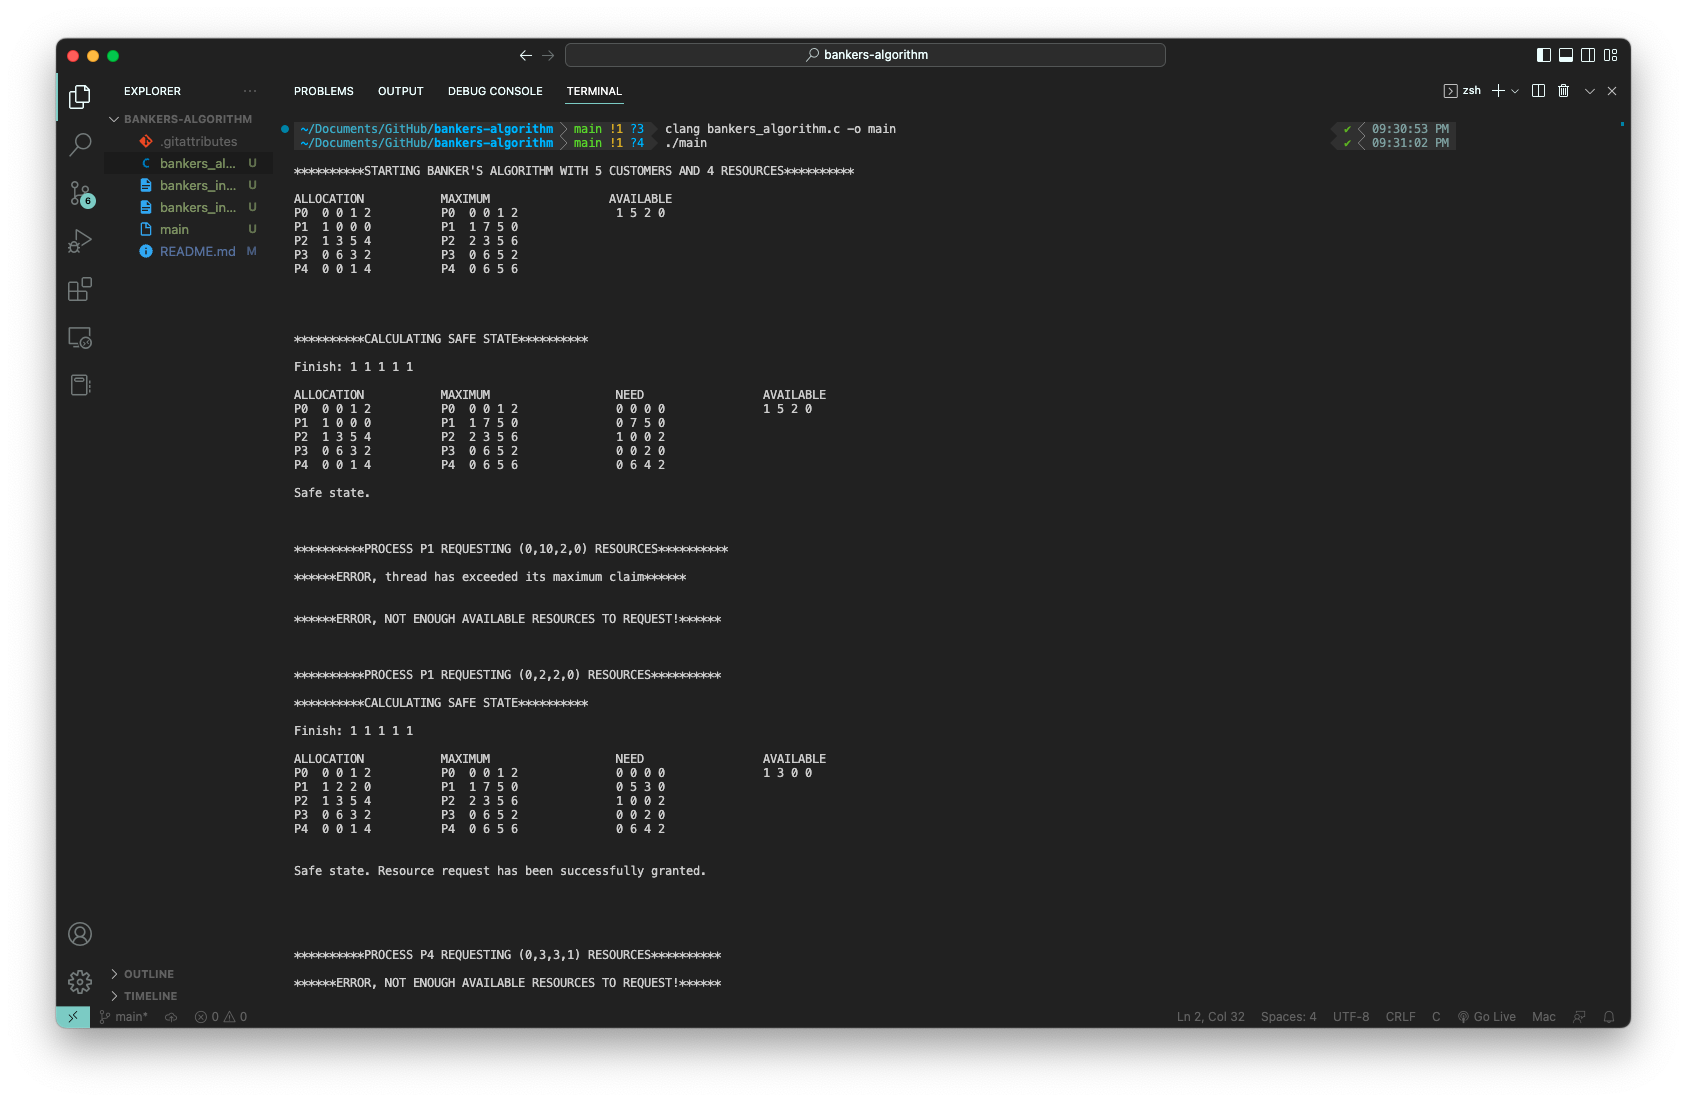 bankers-algorithm
EXPLORER
BANKERS-ALGORITHM
.gitattributes
bankers_al... U
bankers_in... U
bankers_in... U
main U
README.md M
6
OUTLINE
TIMELINE
PROBLEMS OUTPUT DEBUG CONSOLE TERMINAL
zsh
~/Documents/GitHub/bankers-algorithm main !1 ?3 clang bankers_algorithm.c -o main ✔ 09:30:53 PM
~/Documents/GitHub/bankers-algorithm main !1 ?4 ./main ✔ 09:31:02 PM
**********STARTING BANKER'S ALGORITHM WITH 5 CUSTOMERS AND 4 RESOURCES**********
ALLOCATION MAXIMUM AVAILABLE
P0 0 0 1 2 P0 0 0 1 2 1 5 2 0
P1 1 0 0 0 P1 1 7 5 0
P2 1 3 5 4 P2 2 3 5 6
P3 0 6 3 2 P3 0 6 5 2
P4 0 0 1 4 P4 0 6 5 6
**********CALCULATING SAFE STATE**********
Finish: 1 1 1 1 1
ALLOCATION MAXIMUM NEED AVAILABLE
P0 0 0 1 2 P0 0 0 1 2 0 0 0 0 1 5 2 0
P1 1 0 0 0 P1 1 7 5 0 0 7 5 0
P2 1 3 5 4 P2 2 3 5 6 1 0 0 2
P3 0 6 3 2 P3 0 6 5 2 0 0 2 0
P4 0 0 1 4 P4 0 6 5 6 0 6 4 2
Safe state.
**********PROCESS P1 REQUESTING (0,10,2,0) RESOURCES**********
******ERROR, thread has exceeded its maximum claim******
******ERROR, NOT ENOUGH AVAILABLE RESOURCES TO REQUEST!******
**********PROCESS P1 REQUESTING (0,2,2,0) RESOURCES**********
**********CALCULATING SAFE STATE**********
Finish: 1 1 1 1 1
ALLOCATION MAXIMUM NEED AVAILABLE
P0 0 0 1 2 P0 0 0 1 2 0 0 0 0 1 3 0 0
P1 1 2 2 0 P1 1 7 5 0 0 5 3 0
P2 1 3 5 4 P2 2 3 5 6 1 0 0 2
P3 0 6 3 2 P3 0 6 5 2 0 0 2 0
P4 0 0 1 4 P4 0 6 5 6 0 6 4 2
Safe state. Resource request has been successfully granted.
**********PROCESS P4 REQUESTING (0,3,3,1) RESOURCES**********
******ERROR, NOT ENOUGH AVAILABLE RESOURCES TO REQUEST!******
main* 0 0 Ln 2, Col 32 Spaces: 4 UTF-8 CRLF C Go Live Mac